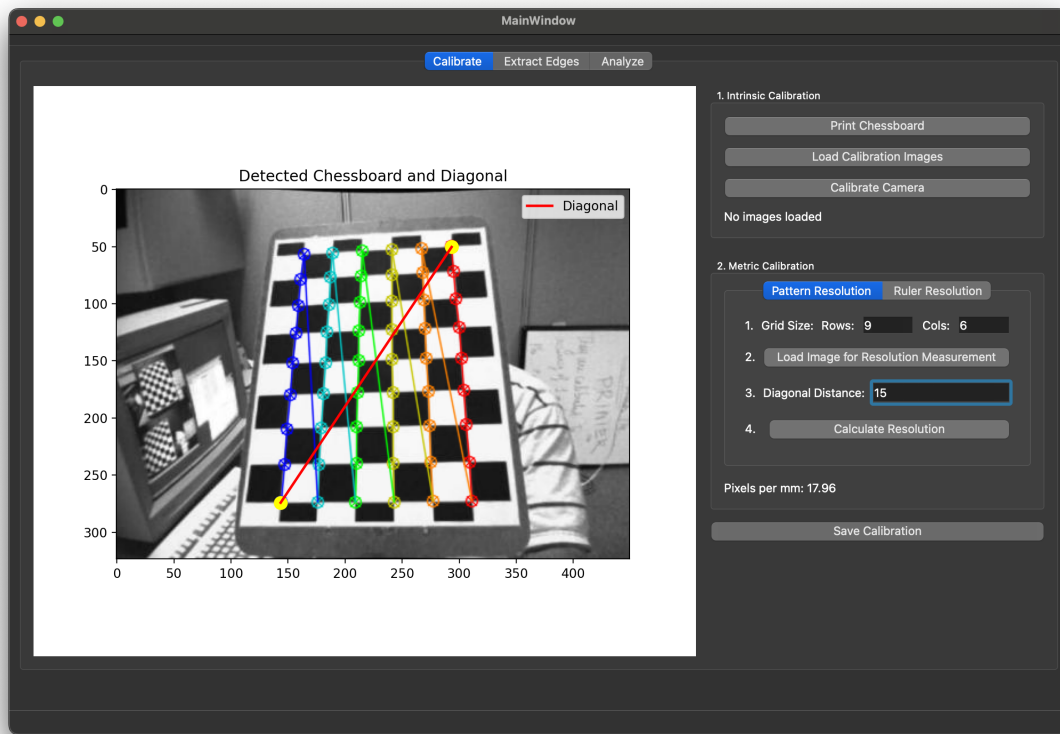 MainWindow
Calibrate Extract Edges Analyze
Detected Chessboard and Diagonal
Diagonal
0
50
100
150
200
250
300
0 50 100 150 200 250 300 350 400
1. Intrinsic Calibration
Print Chessboard
Load Calibration Images
Calibrate Camera
No images loaded
2. Metric Calibration
Pattern Resolution Ruler Resolution
1. Grid Size: Rows: 9 Cols: 6
2. Load Image for Resolution Measurement
3. Diagonal Distance: 15
4. Calculate Resolution
Pixels per mm: 17.96
Save Calibration